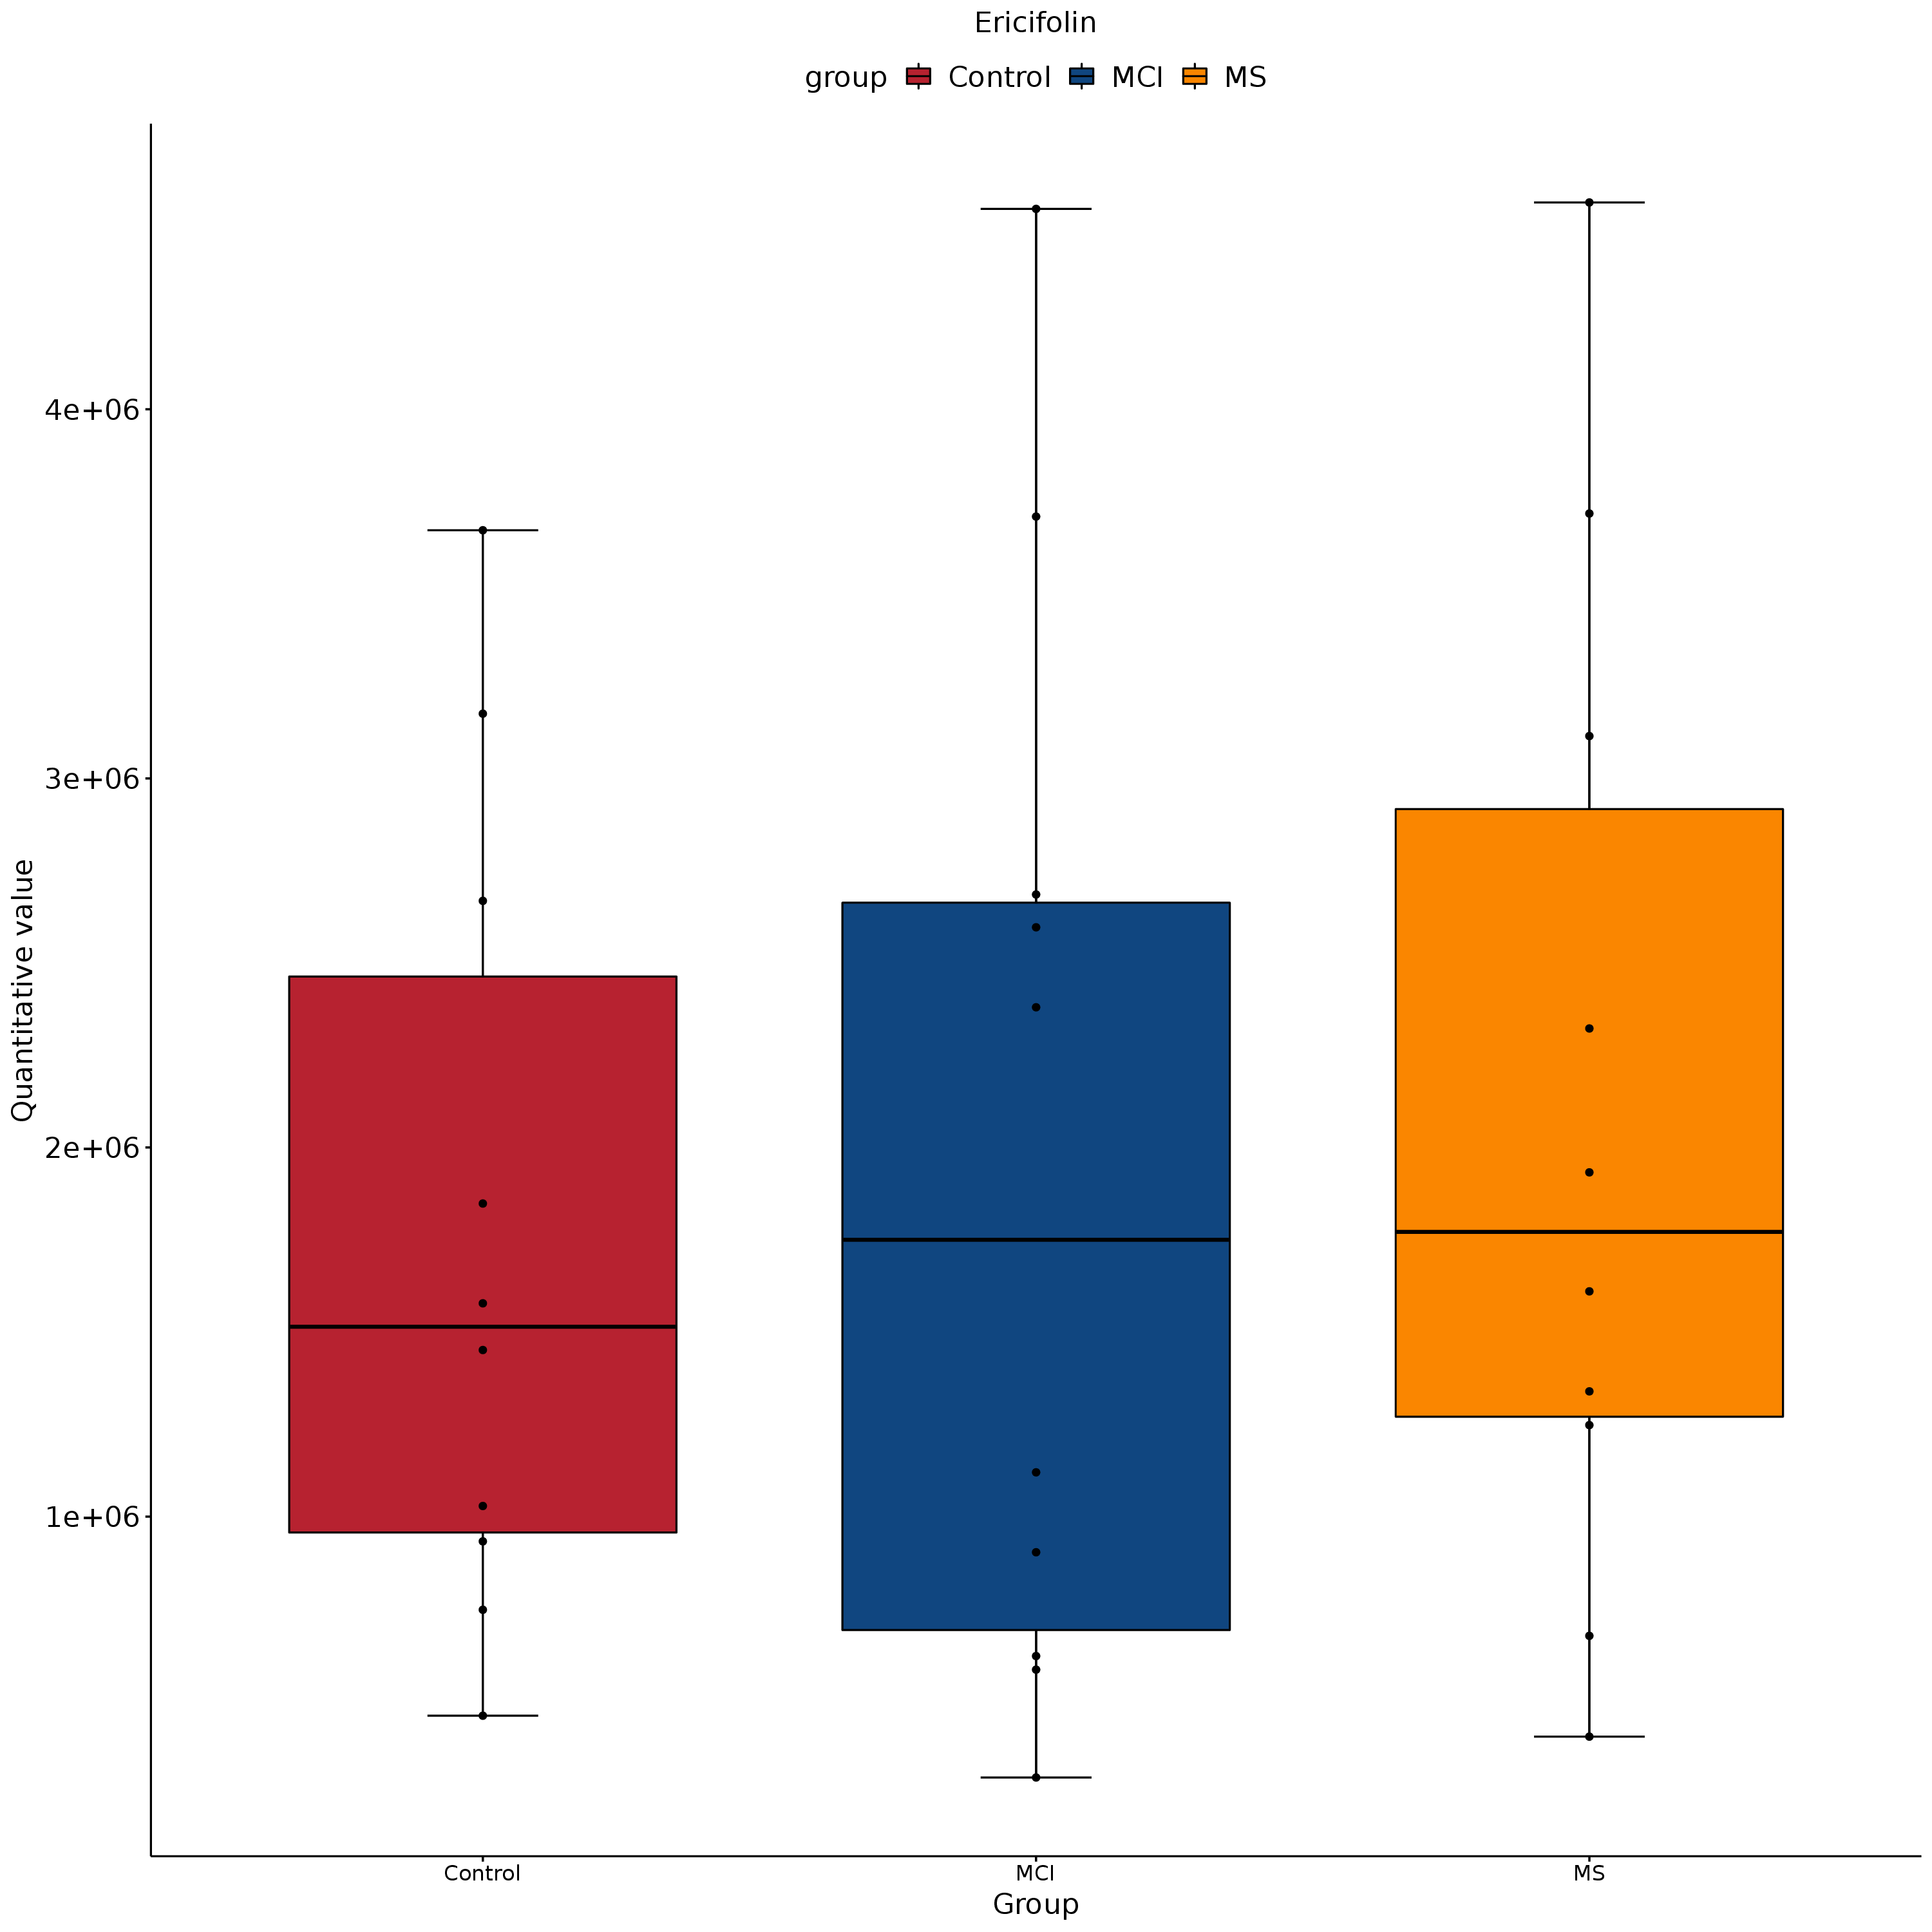 Ericifolin
group Control MCI MS
Quantitative value
4e+06
3e+06
2e+06
1e+06
Control MCI MS
Group